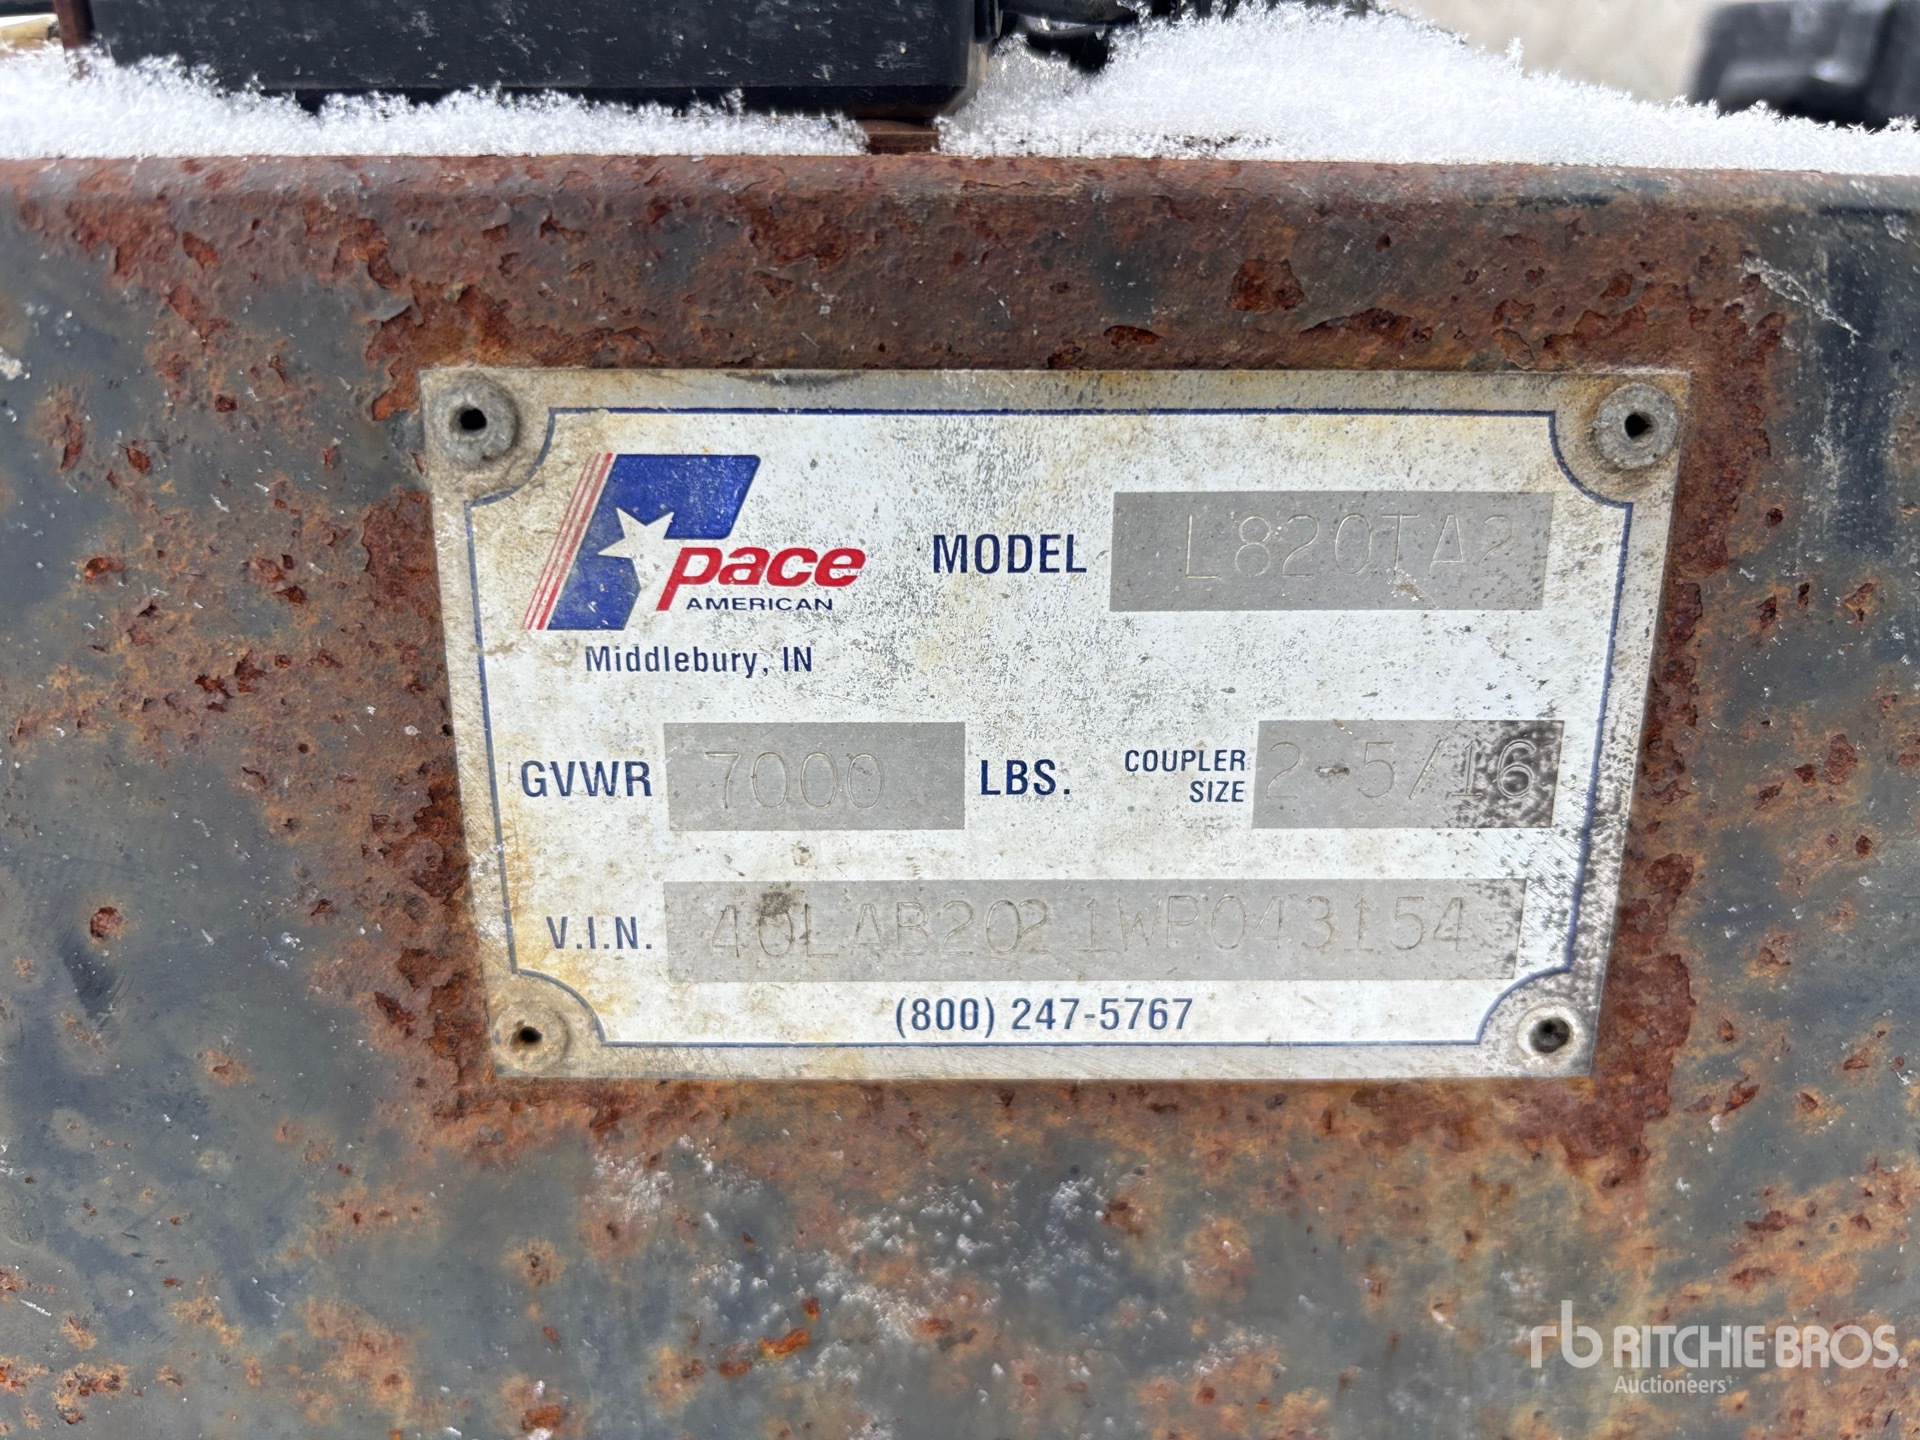 pace
AMERICAN
Middlebury, IN
MODEL L820TA2
GVWR 7000 LBS.
COUPLER SIZE 2-5/16
V.I.N. 40LAB2021WP043154
(800) 247-5767
rb RITCHIE BROS.
Auctioneers